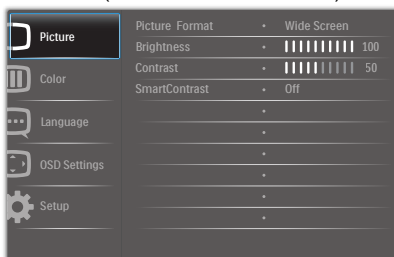 Picture
Color
Language
OSD Settings
Setup
Picture Format • Wide Screen
Brightness • 100
Contrast • 50
SmartContrast • Off